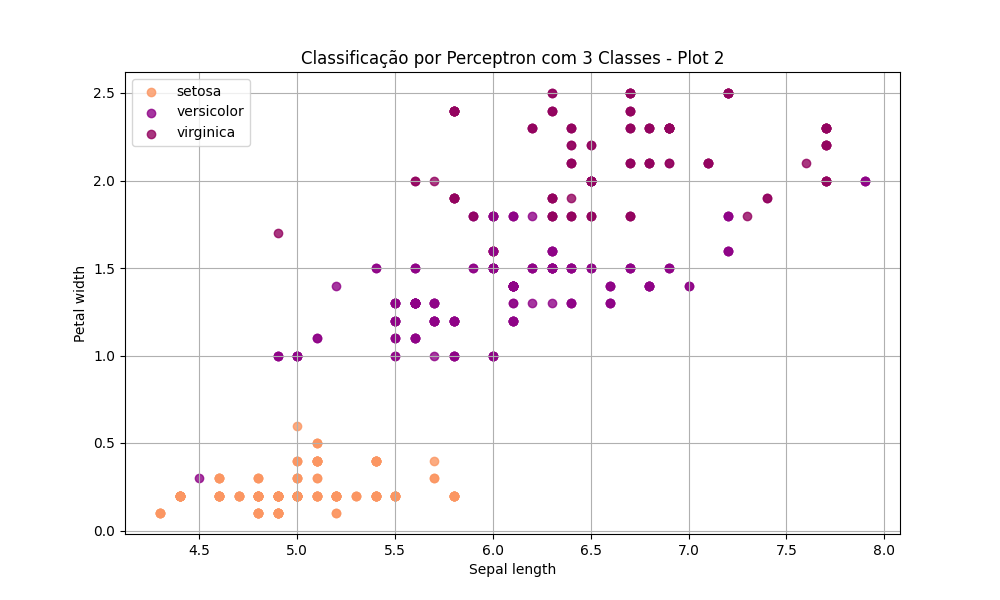 Classificação por Perceptron com 3 Classes - Plot 2
setosa
versicolor
virginica
2.5
2.0
1.5
1.0
0.5
0.0
Petal width
4.5 5.0 5.5 6.0 6.5 7.0 7.5 8.0
Sepal length